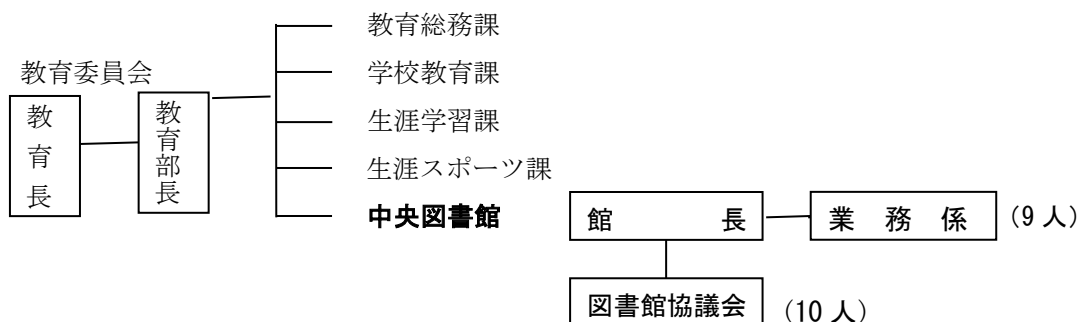 教育総務課
教育委員会
学校教育課
教育長
教育部長
生涯学習課
生涯スポーツ課
中央図書館
館 長
業 務 係
(9 人)
図書館協議会
(10 人)